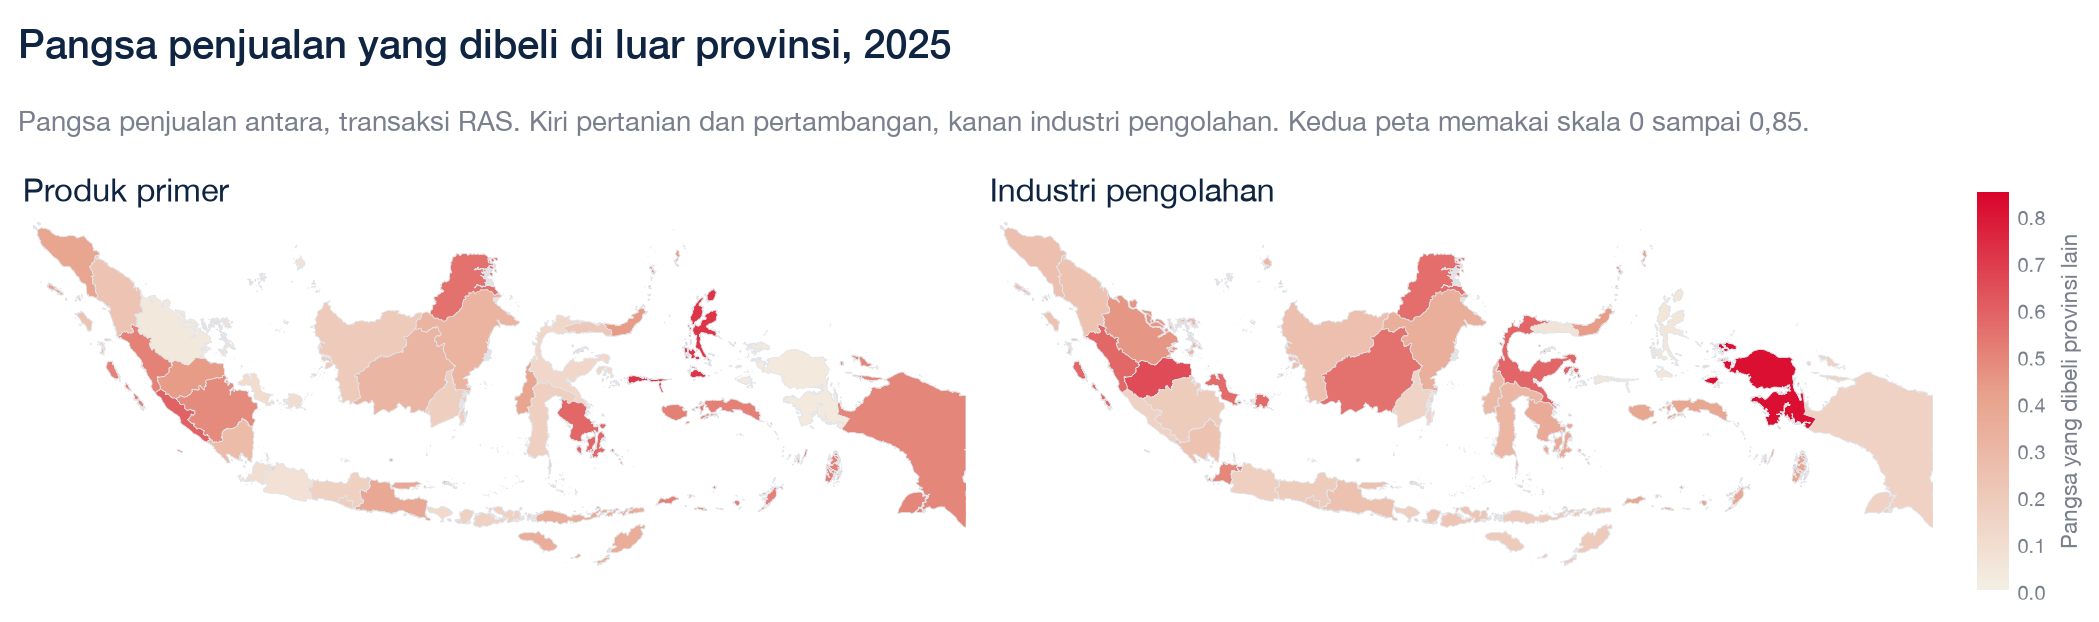 Pangsa penjualan yang dibeli di luar provinsi, 2025
Pangsa penjualan antara, transaksi RAS. Kiri pertanian dan pertambangan, kanan industri pengolahan. Kedua peta memakai skala 0 sampai 0,85.
Produk primer
Industri pengolahan
0.8
0.7
0.6
0.5
0.4
0.3
0.2
0.1
0.0
Pangsa yang dibeli provinsi lain